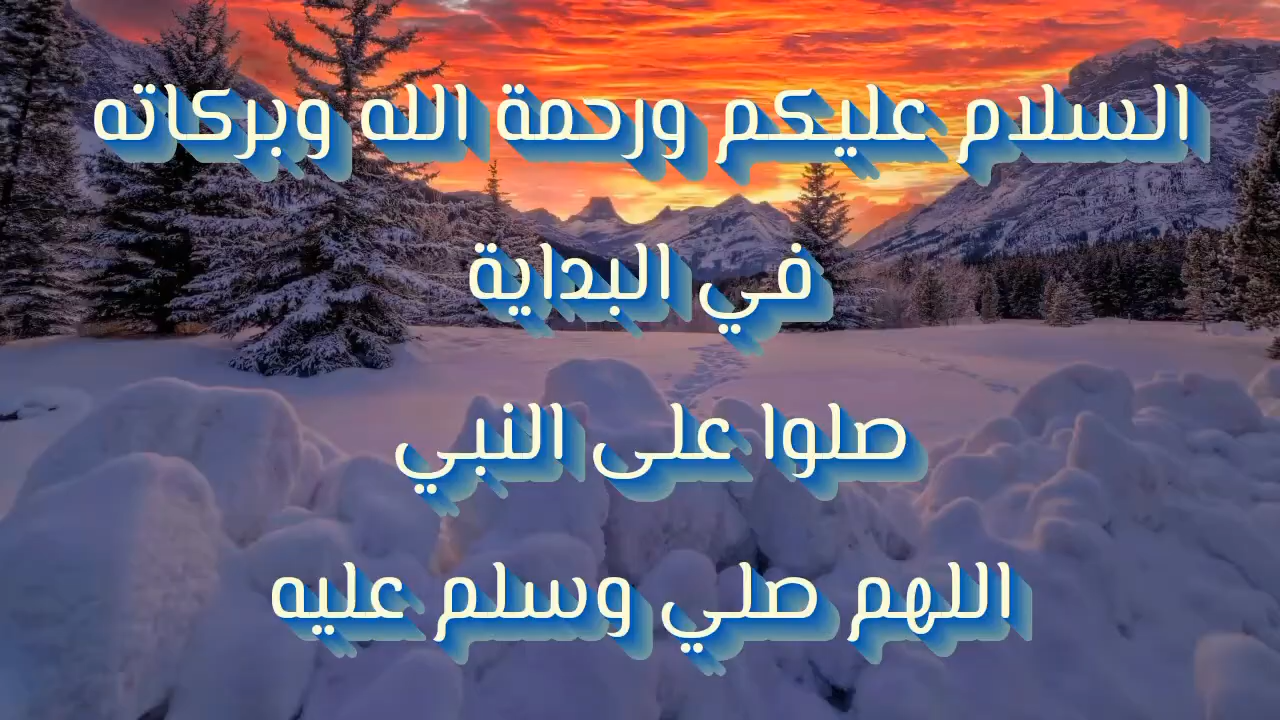 السلام عليكم ورحمة الله وبركاته
في البداية
صلوا على النبي
اللهم صلي وسلم عليه